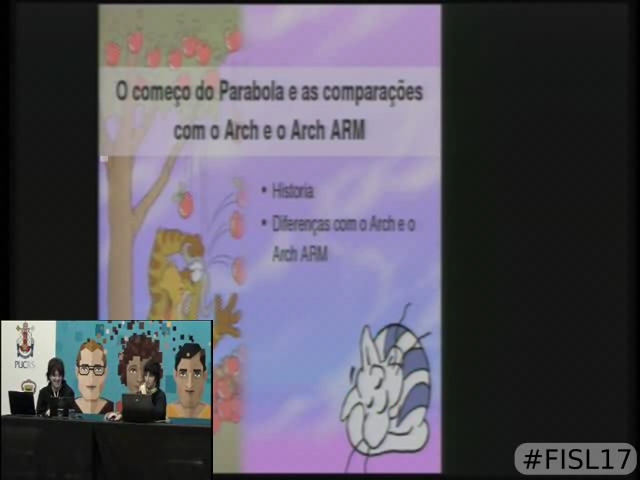 O começo do Parabola e as comparações
com o Arch e o Arch ARM
• Historia
• Diferenças com o Arch e o
Arch ARM
PUCRS
#FISL17